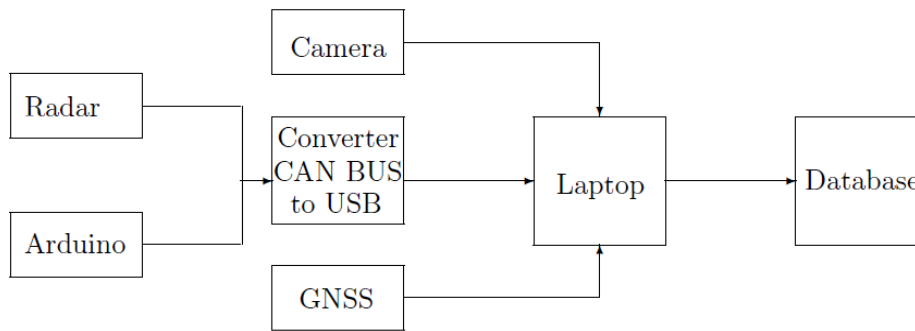 Camera
Radar
Converter
CAN BUS
to USB
Laptop
Database
Arduino
GNSS